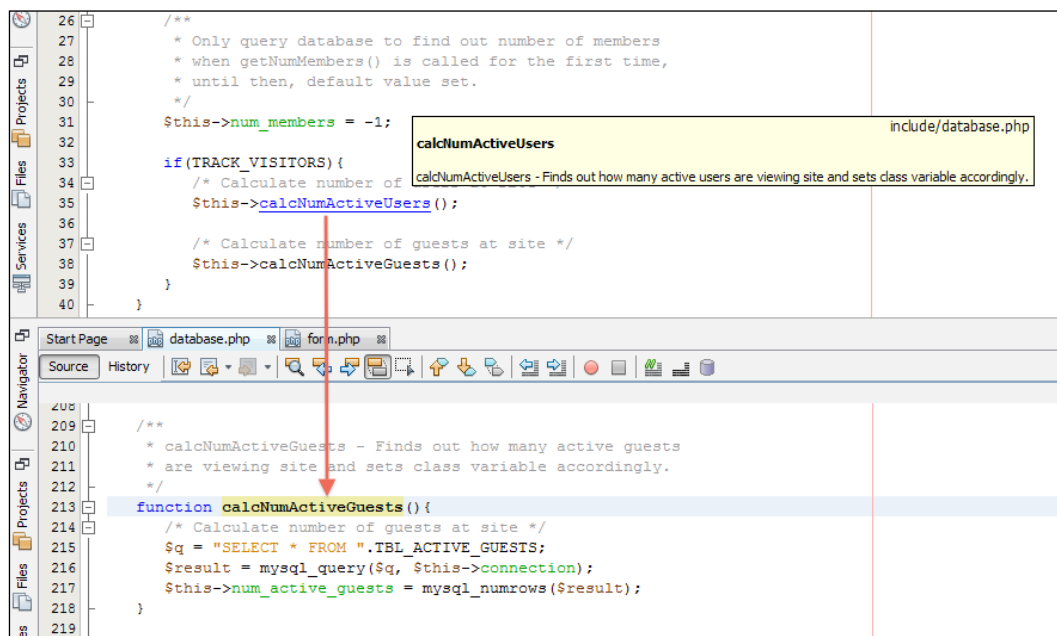 26 /**
27 * Only query database to find out number of members
28 * when getNumMembers() is called for the first time,
29 * until then, default value set.
30 */
31 $this->num_members = -1;
include/database.php
32
calcNumActiveUsers
33 if(TRACK_VISITORS){
calcNumActiveUsers - Finds out how many active users are viewing site and sets class variable accordingly.
34 /* Calculate number of
35 $this->calcNumActiveUsers();
36
37 /* Calculate number of guests at site */
38 $this->calcNumActiveGuests();
39 }
40 }
Projects
Files
Services
Start Page database.php form.php
Source History
Navigator
208
209 /**
210 * calcNumActiveGuests - Finds out how many active guests
211 * are viewing site and sets class variable accordingly.
212 */
213 function calcNumActiveGuests(){
214 /* Calculate number of guests at site */
215 $q = "SELECT * FROM ".TBL_ACTIVE_GUESTS;
216 $result = mysql_query($q, $this->connection);
217 $this->num_active_guests = mysql_numrows($result);
218 }
219
Projects
Files